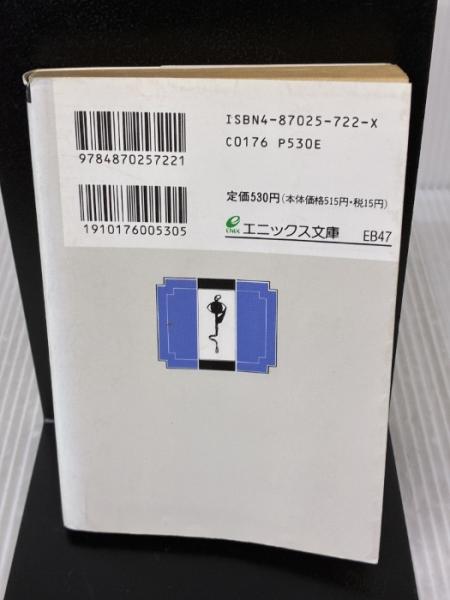 ISBN4-87025-722-X
C0176 P530E
9784870257221
定価530円(本体価格515円・税15円)
1910176005305
ENIX
エニックス文庫 EB47